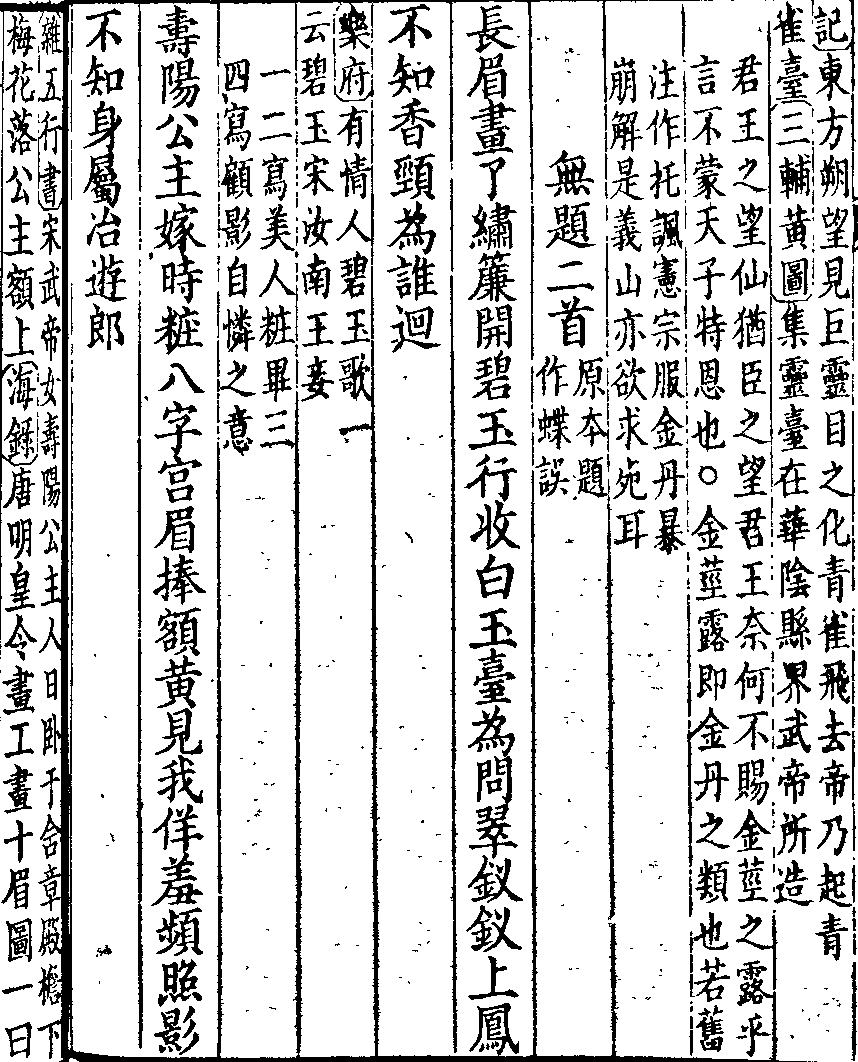 記東方朔望見巨靈目之化青雀飛去帝乃起青
雀臺三輔黃圖集靈臺在華陰縣界武帝所造
君王之望仙猶臣之望君王奈何不賜金莖之露乎
言不蒙天子特恩也○金莖露即金丹之類也若舊
注作托諷憲宗服金丹暴
崩解是義山亦欲求死耳
無題二首
原本題
作蝶誤
長眉畫了繡簾開碧玉行收白玉臺為問翠釵釵上鳳
不知香頸為誰迴
樂府有情人碧玉歌一
云碧玉宋汝南王妾
一二寫美人粧畢三
四寫顧影自憐之意
壽陽公主嫁時粧八字宮眉捧額黃見我佯羞頻照影
不知身屬冶遊郎
雜五行書宋武帝女壽陽公主人日卧于含章殿檐下
梅花落公主額上海錄唐明皇令畫工畫十眉圖一曰